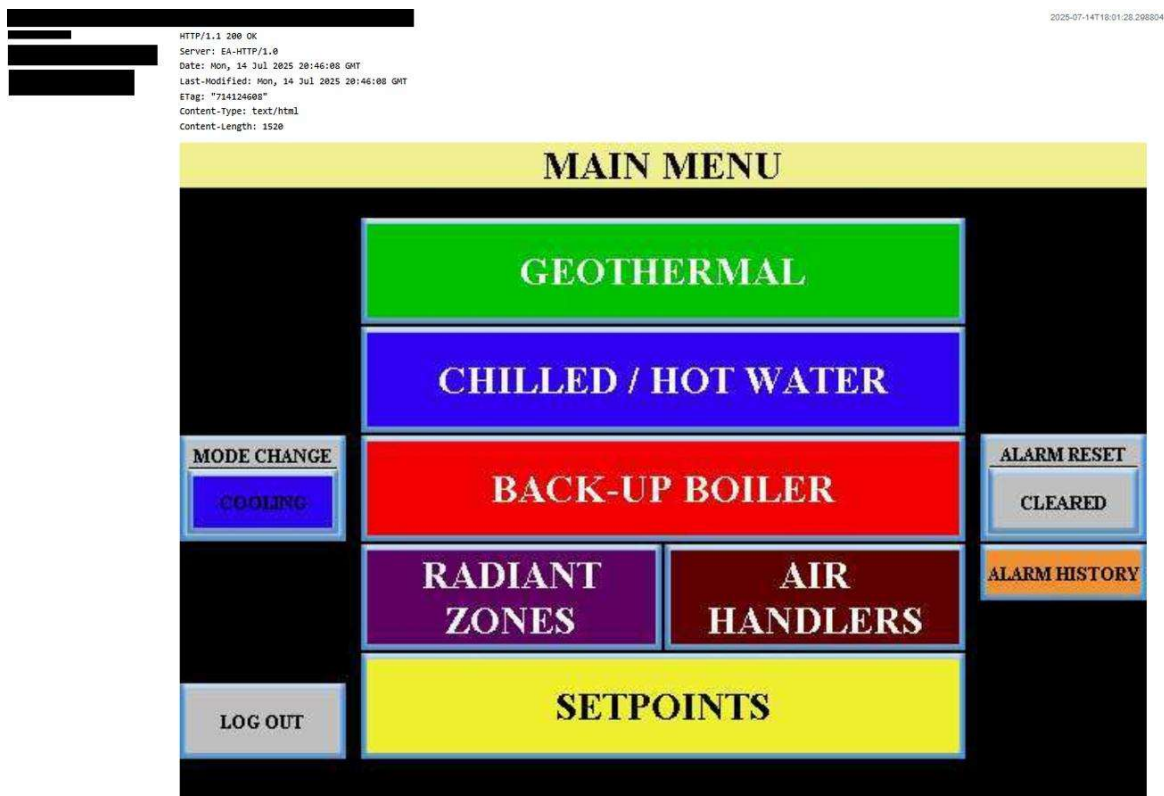 2025-07-14T18:01:28.298804
HTTP/1.1 200 OK
Server: EA-HTTP/1.0
Date: Mon, 14 Jul 2025 20:46:08 GMT
Last-Modified: Mon, 14 Jul 2025 20:46:08 GMT
ETag: "714124608"
Content-Type: text/html
Content-Length: 1520
MAIN MENU
GEOTHERMAL
CHILLED / HOT WATER
MODE CHANGE
COOLING
BACK-UP BOILER
ALARM RESET
CLEARED
RADIANT
ZONES
AIR
HANDLERS
ALARM HISTORY
LOG OUT
SETPOINTS